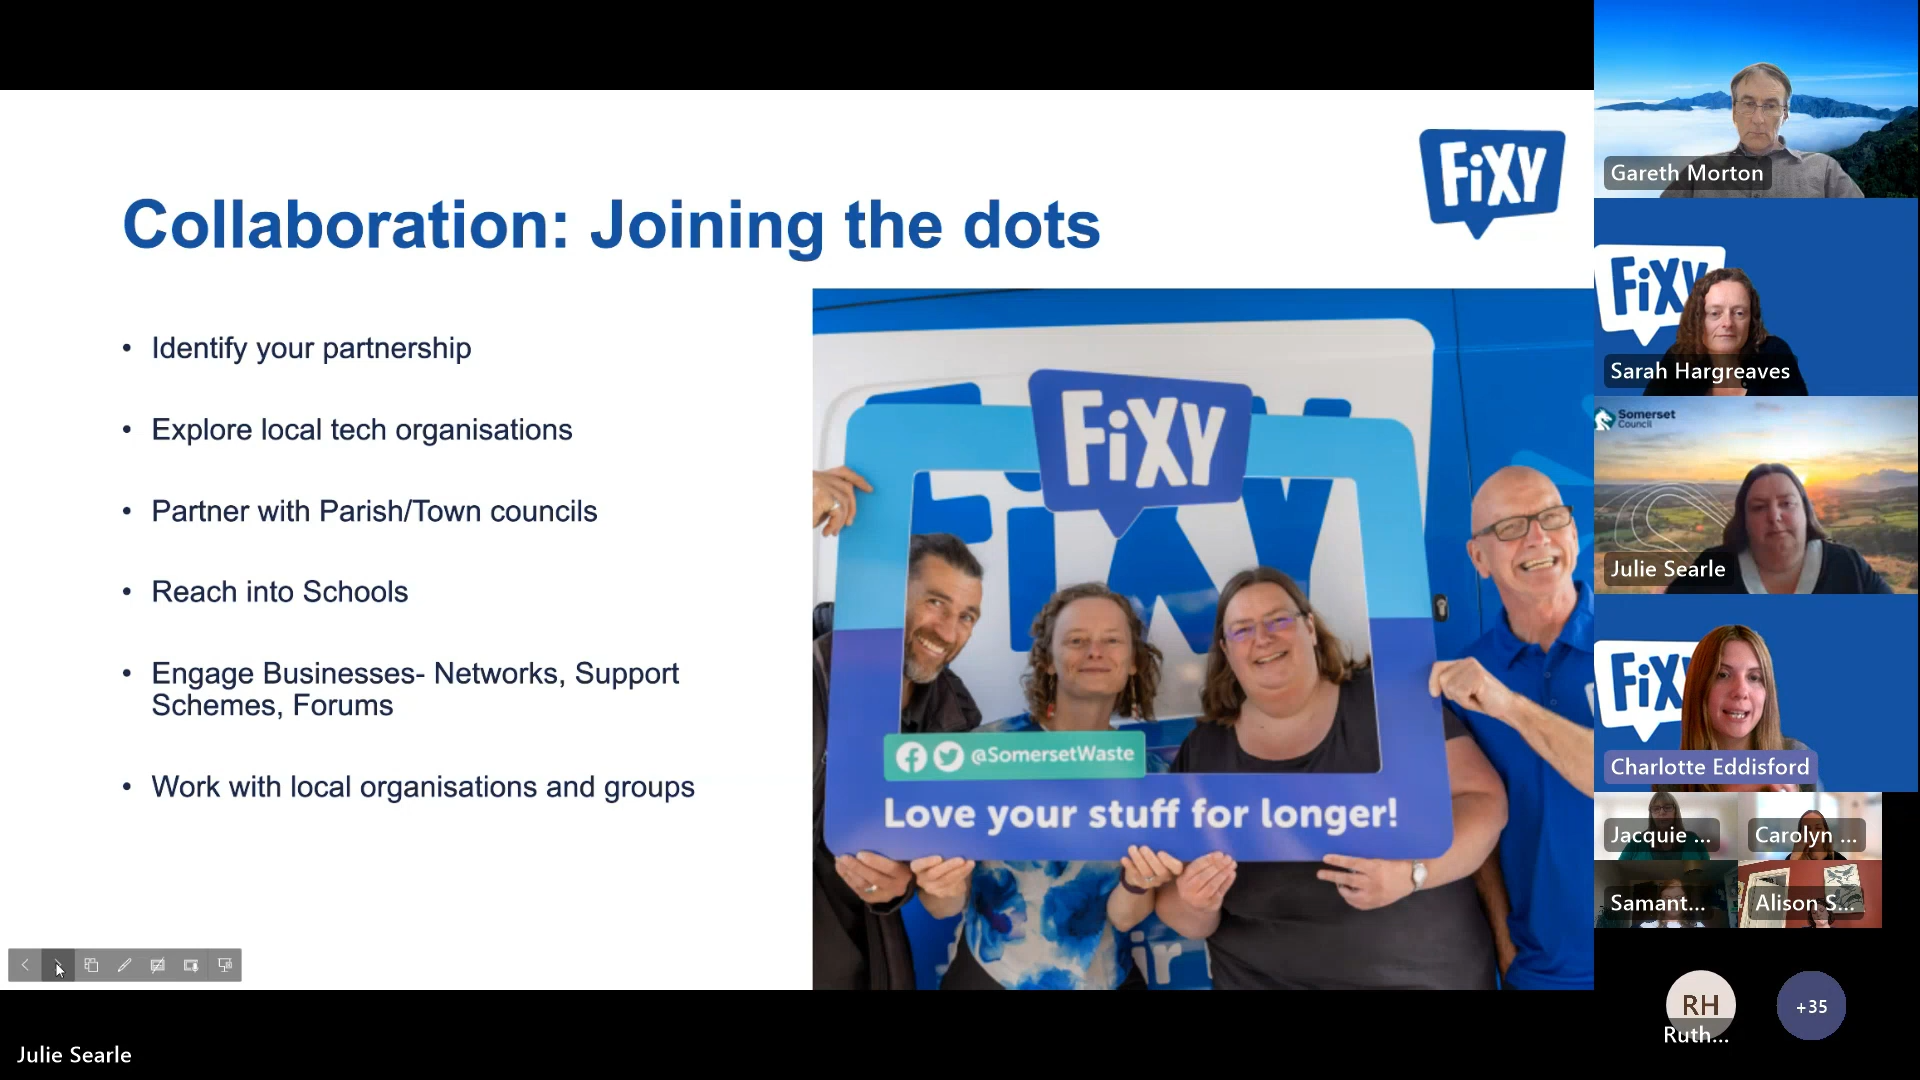 Collaboration: Joining the dots
FiXY
• Identify your partnership
• Explore local tech organisations
• Partner with Parish/Town councils
• Reach into Schools
• Engage Businesses- Networks, Support
Schemes, Forums
• Work with local organisations and groups
FiXY
FiXY
@SomersetWaste
Love your stuff for longer!
Julie Searle
Gareth Morton
FiXY
Sarah Hargreaves
Somerset
Council
Julie Searle
FiXY
Charlotte Eddisford
Jacquie ...
Carolyn ...
Samant...
Alison S...
RH
Ruth...
+35